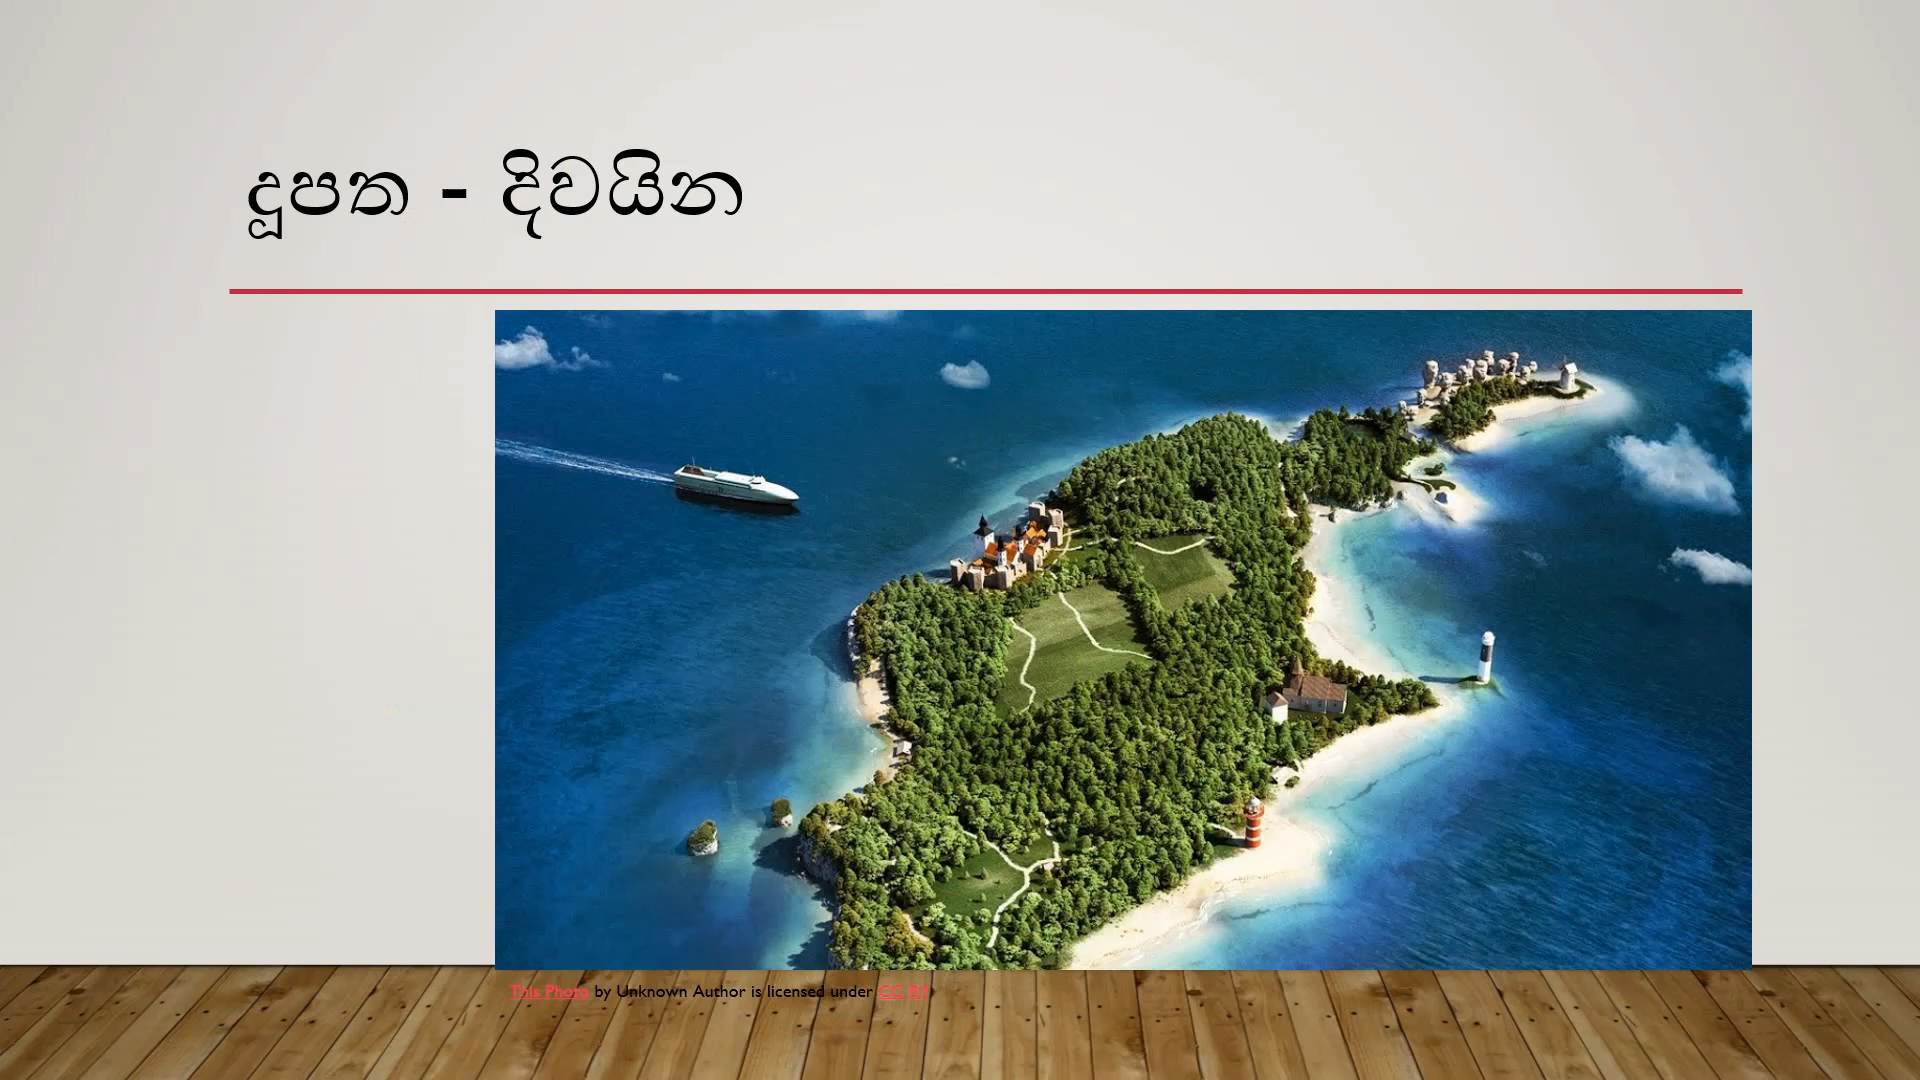 දූපත - දිවයින
This Photo by Unknown Author is licensed under CC BY